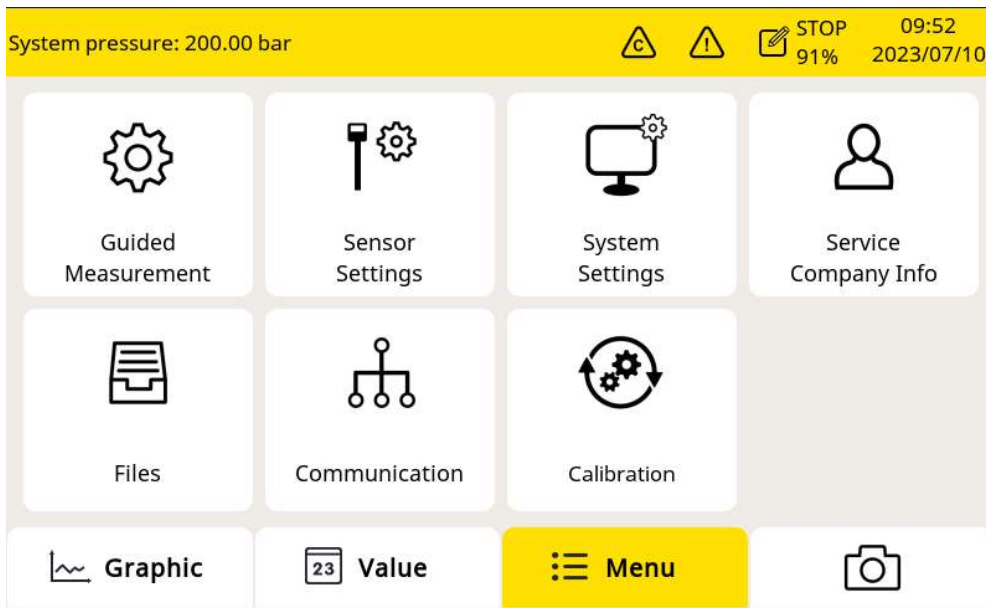 System pressure: 200.00 bar
C
!
STOP
91%
09:52
2023/07/10
Guided
Measurement
Sensor
Settings
System
Settings
Service
Company Info
Files
Communication
Calibration
Graphic
23
Value
Menu